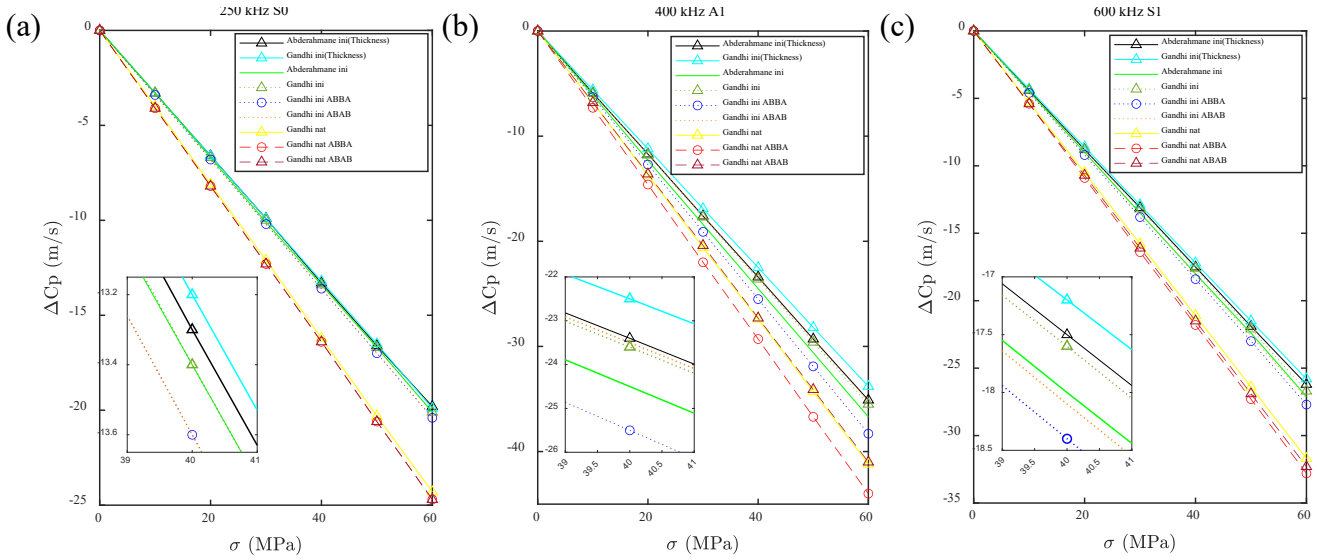 (a)
250 kHz S0
Abderahmane ini(Thickness)
Gandhi ini(Thickness)
Abderahmane ini
Gandhi ini
Gandhi ini ABBA
Gandhi ini ABAB
Gandhi nat
Gandhi nat ABBA
Gandhi nat ABAB
0
-5
-10
-15
-20
-25
ΔCp (m/s)
-13.2
-13.4
-13.6
39
40
41
0
20
40
60
σ (MPa)
(b)
400 kHz A1
Abderahmane ini(Thickness)
Gandhi ini(Thickness)
Abderahmane ini
Gandhi ini
Gandhi ini ABBA
Gandhi ini ABAB
Gandhi nat
Gandhi nat ABBA
Gandhi nat ABAB
0
-10
-20
-30
-40
ΔCp (m/s)
-22
-23
-24
-25
-26
39
39.5
40
40.5
41
0
20
40
60
σ (MPa)
(c)
600 kHz S1
Abderahmane ini(Thickness)
Gandhi ini(Thickness)
Abderahmane ini
Gandhi ini
Gandhi ini ABBA
Gandhi ini ABAB
Gandhi nat
Gandhi nat ABBA
Gandhi nat ABAB
0
-5
-10
-15
-20
-25
-30
-35
ΔCp (m/s)
-17
-17.5
-18
-18.5
39
39.5
40
40.5
41
0
20
40
60
σ (MPa)